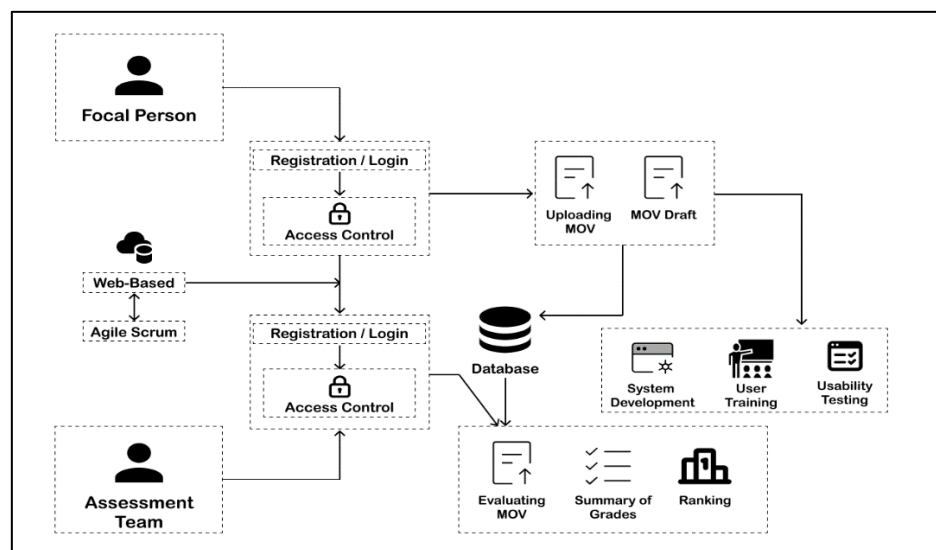 Focal Person
Registration / Login
Access Control
Uploading
MOV
MOV Draft
Web-Based
Agile Scrum
Registration / Login
Access Control
Database
System
Development
User
Training
Usability
Testing
Assessment
Team
Evaluating
MOV
Summary of
Grades
1
Ranking